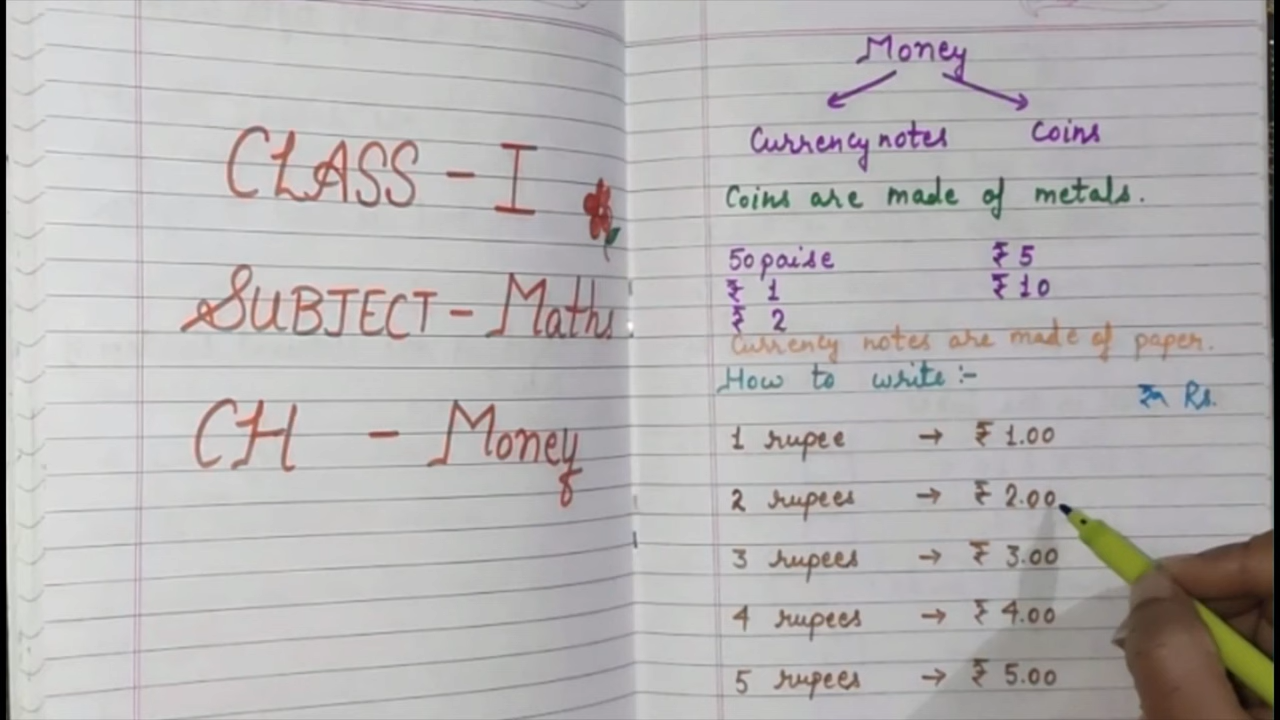 CLASS - I
SUBJECT - Maths
CH - Money
Money
Currency notes Coins
Coins are made of metals.
50 paise ₹ 5
₹ 1 ₹ 10
₹ 2
Currency notes are made of paper.
How to write :-
₹ Rs.
1 rupee → ₹ 1.00
2 rupees → ₹ 2.00
3 rupees → ₹ 3.00
4 rupees → ₹ 4.00
5 rupees → ₹ 5.00